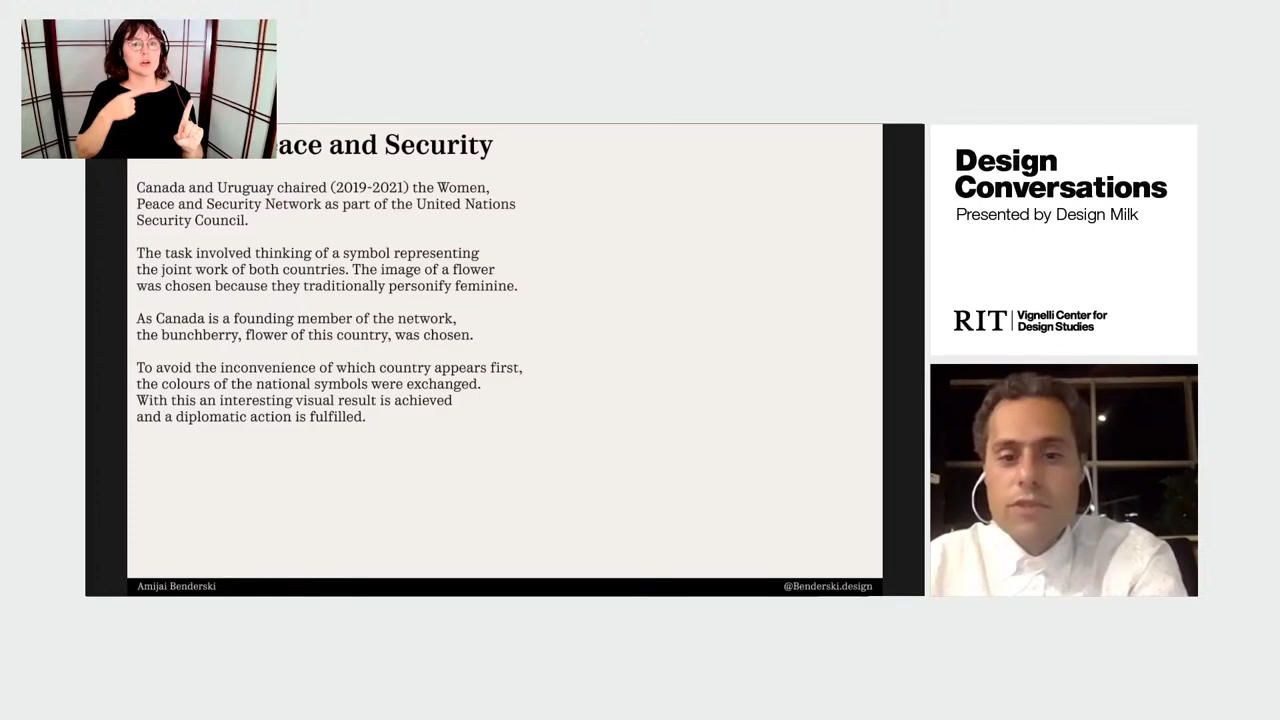 ace and Security
Canada and Uruguay chaired (2019-2021) the Women,
Peace and Security Network as part of the United Nations
Security Council.
The task involved thinking of a symbol representing
the joint work of both countries. The image of a flower
was chosen because they traditionally personify feminine.
As Canada is a founding member of the network,
the bunchberry, flower of this country, was chosen.
To avoid the inconvenience of which country appears first,
the colours of the national symbols were exchanged.
With this an interesting visual result is achieved
and a diplomatic action is fulfilled.
Amijai Benderski
@Benderski.design
Design
Conversations
Presented by Design Milk
RIT
Vignelli Center for
Design Studies